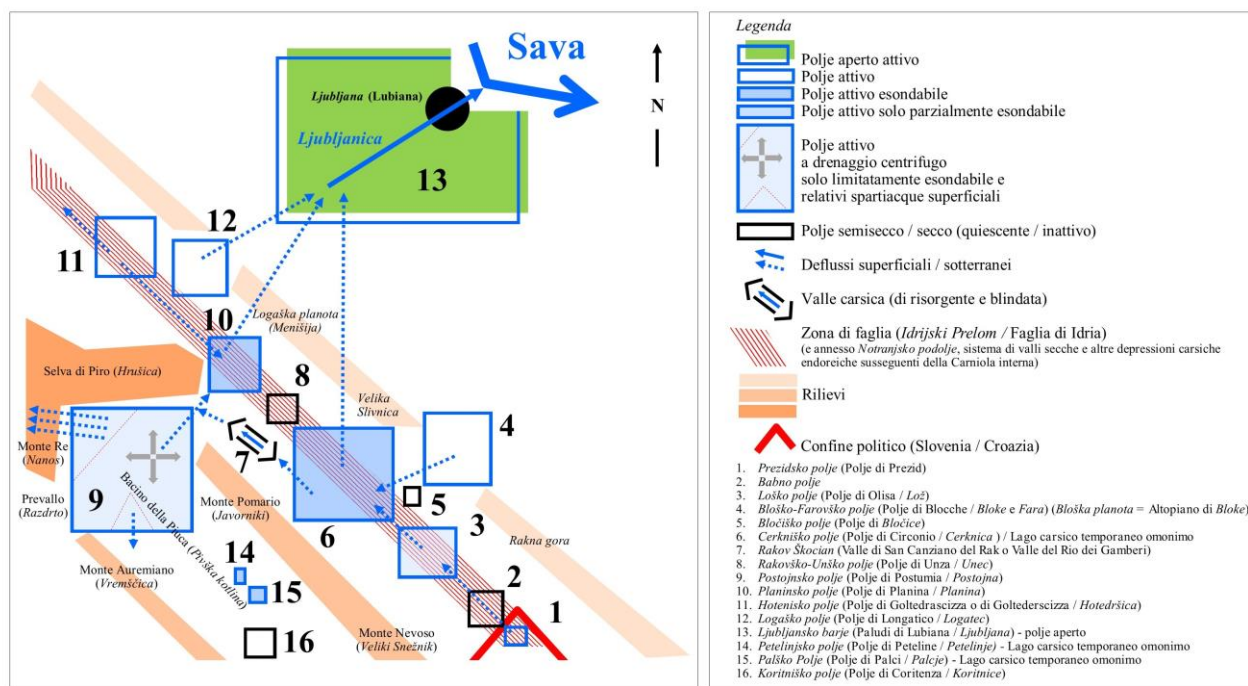 Sava
N
Ljubljana (Lubiana)
Ljubljanica
13
12
11
10
Logaška planota
(Menišija)
Selva di Piro (Hrušica)
8
Velika
Slivnica
4
7
Monte Re
(Nanos)
Prevallo
(Razdrto)
9
Bacino della Piuca (Pivška kotlina)
Monte Pomario
(Javorniki)
6
5
3
Rakna gora
Monte Auremiano
(Vremščica)
14
15
2
1
16
Monte Nevoso
(Veliki Snežnik)
Legenda
Polje aperto attivo
Polje attivo
Polje attivo esondabile
Polje attivo solo parzialmente esondabile
Polje attivo
a drenaggio centrifugo
solo limitatamente esondabile e
relativi spartiacque superficiali
Polje semisecco / secco (quiescente / inattivo)
Deflussi superficiali / sotterranei
Valle carsica (di risorgente e blindata)
Zona di faglia (Idrijski Prelom / Faglia di Idria)
(e annesso Notranjsko podolje, sistema di valli secche e altre depressioni carsiche
endoreiche susseguenti della Carniola interna)
Rilievi
Confine politico (Slovenia / Croazia)
1. Prezidsko polje (Polje di Prezid)
2. Babno polje
3. Loško polje (Polje di Olisa / Lož)
4. Bloško-Farovško polje (Polje di Blocche / Bloke e Fara) (Bloška planota = Altopiano di Bloke)
5. Bločiško polje (Polje di Bločice)
6. Cerkniško polje (Polje di Circonio / Cerknica ) / Lago carsico temporaneo omonimo
7. Rakov Škocian (Valle di San Canziano del Rak o Valle del Rio dei Gamberi)
8. Rakovško-Unško polje (Polje di Unza / Unec)
9. Postojnsko polje (Polje di Postumia / Postojna)
10. Planinsko polje (Polje di Planina / Planina)
11. Hotenisko polje (Polje di Goltedrascizza o di Goltederscizza / Hotedršica)
12. Logaško polje (Polje di Longatico / Logatec)
13. Ljubljansko barje (Paludi di Lubiana / Ljubljana) - polje aperto
14. Petelinjsko polje (Polje di Peteline / Petelinje) - Lago carsico temporaneo omonimo
15. Palško Polje (Polje di Palci / Palcje) - Lago carsico temporaneo omonimo
16. Koritniško polje (Polje di Coritenza / Koritnice)